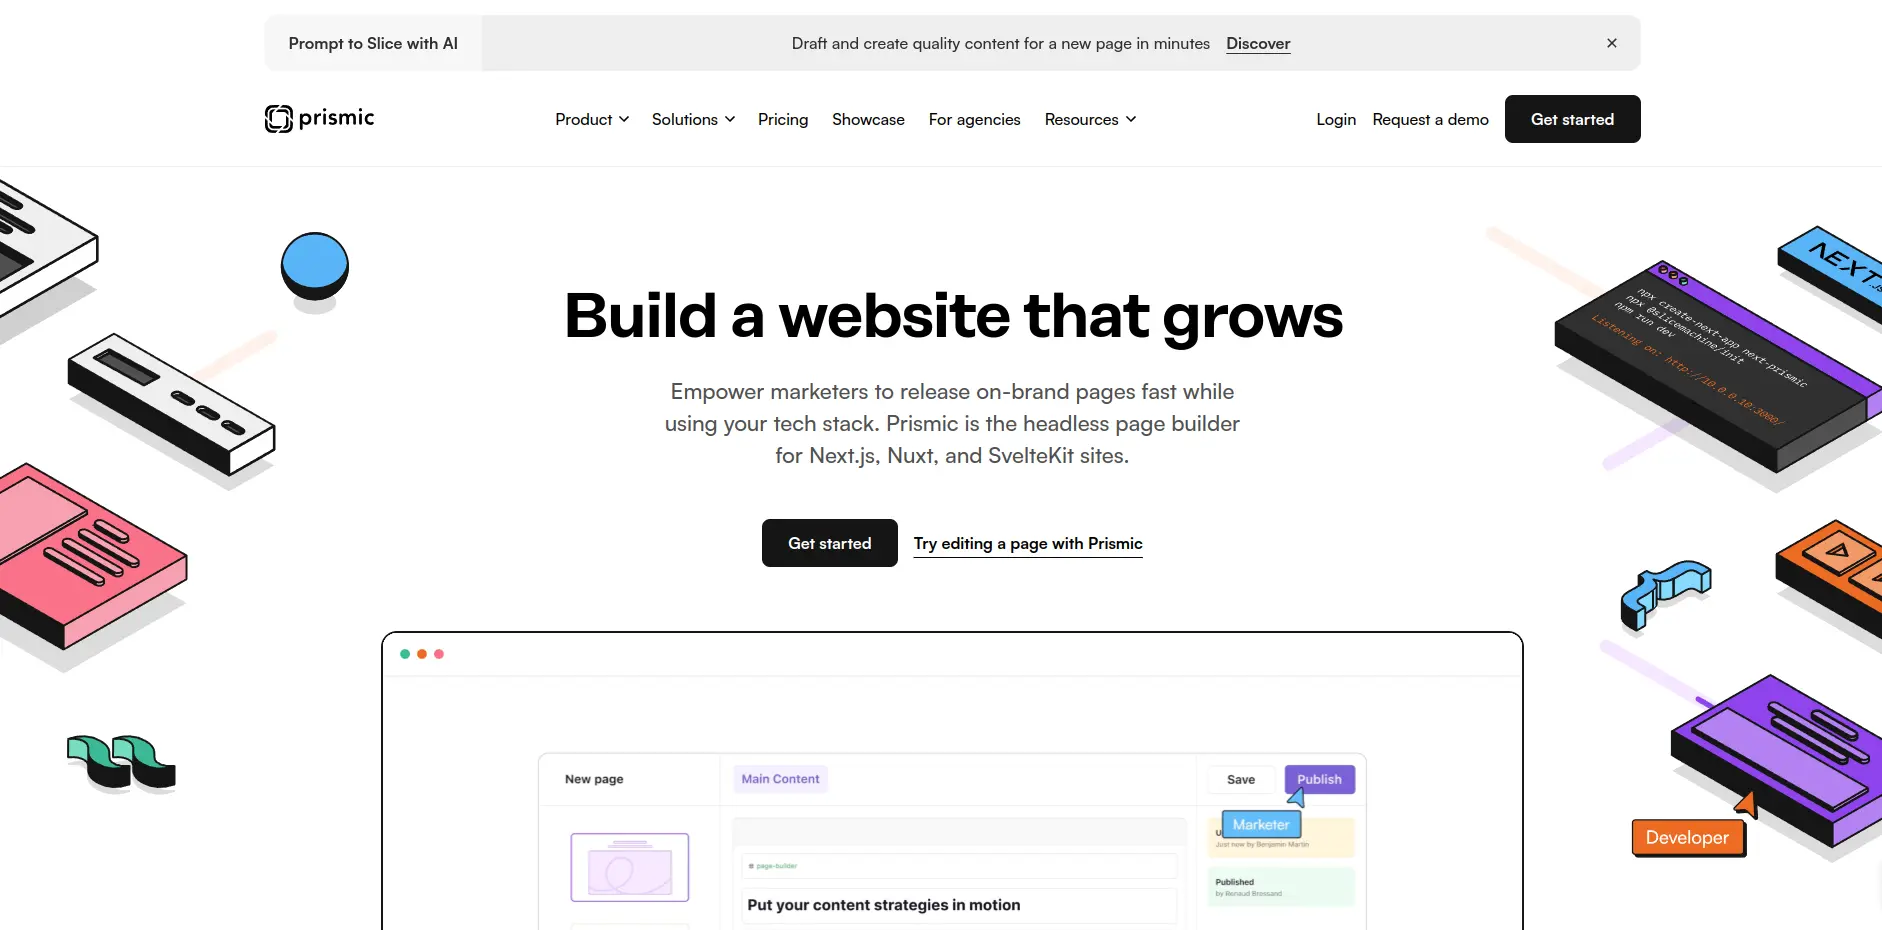 Prompt to Slice with AI
Draft and create quality content for a new page in minutes Discover
prismic
Product Solutions Pricing Showcase For agencies Resources
Login Request a demo Get started
Build a website that grows
Empower marketers to release on-brand pages fast while
using your tech stack. Prismic is the headless page builder
for Next.js, Nuxt, and SvelteKit sites.
Get started Try editing a page with Prismic
NEXT.JS
npx create-next-app next-prismic
npx @slicemachine/init
npm run dev
Listening on: http://10.0.0.10:3000/
New page
Main Content
Save Publish
Marketer
Just now by Benjamin Martin
page-builder
Published
by Renaud Bressand
Put your content strategies in motion
Developer